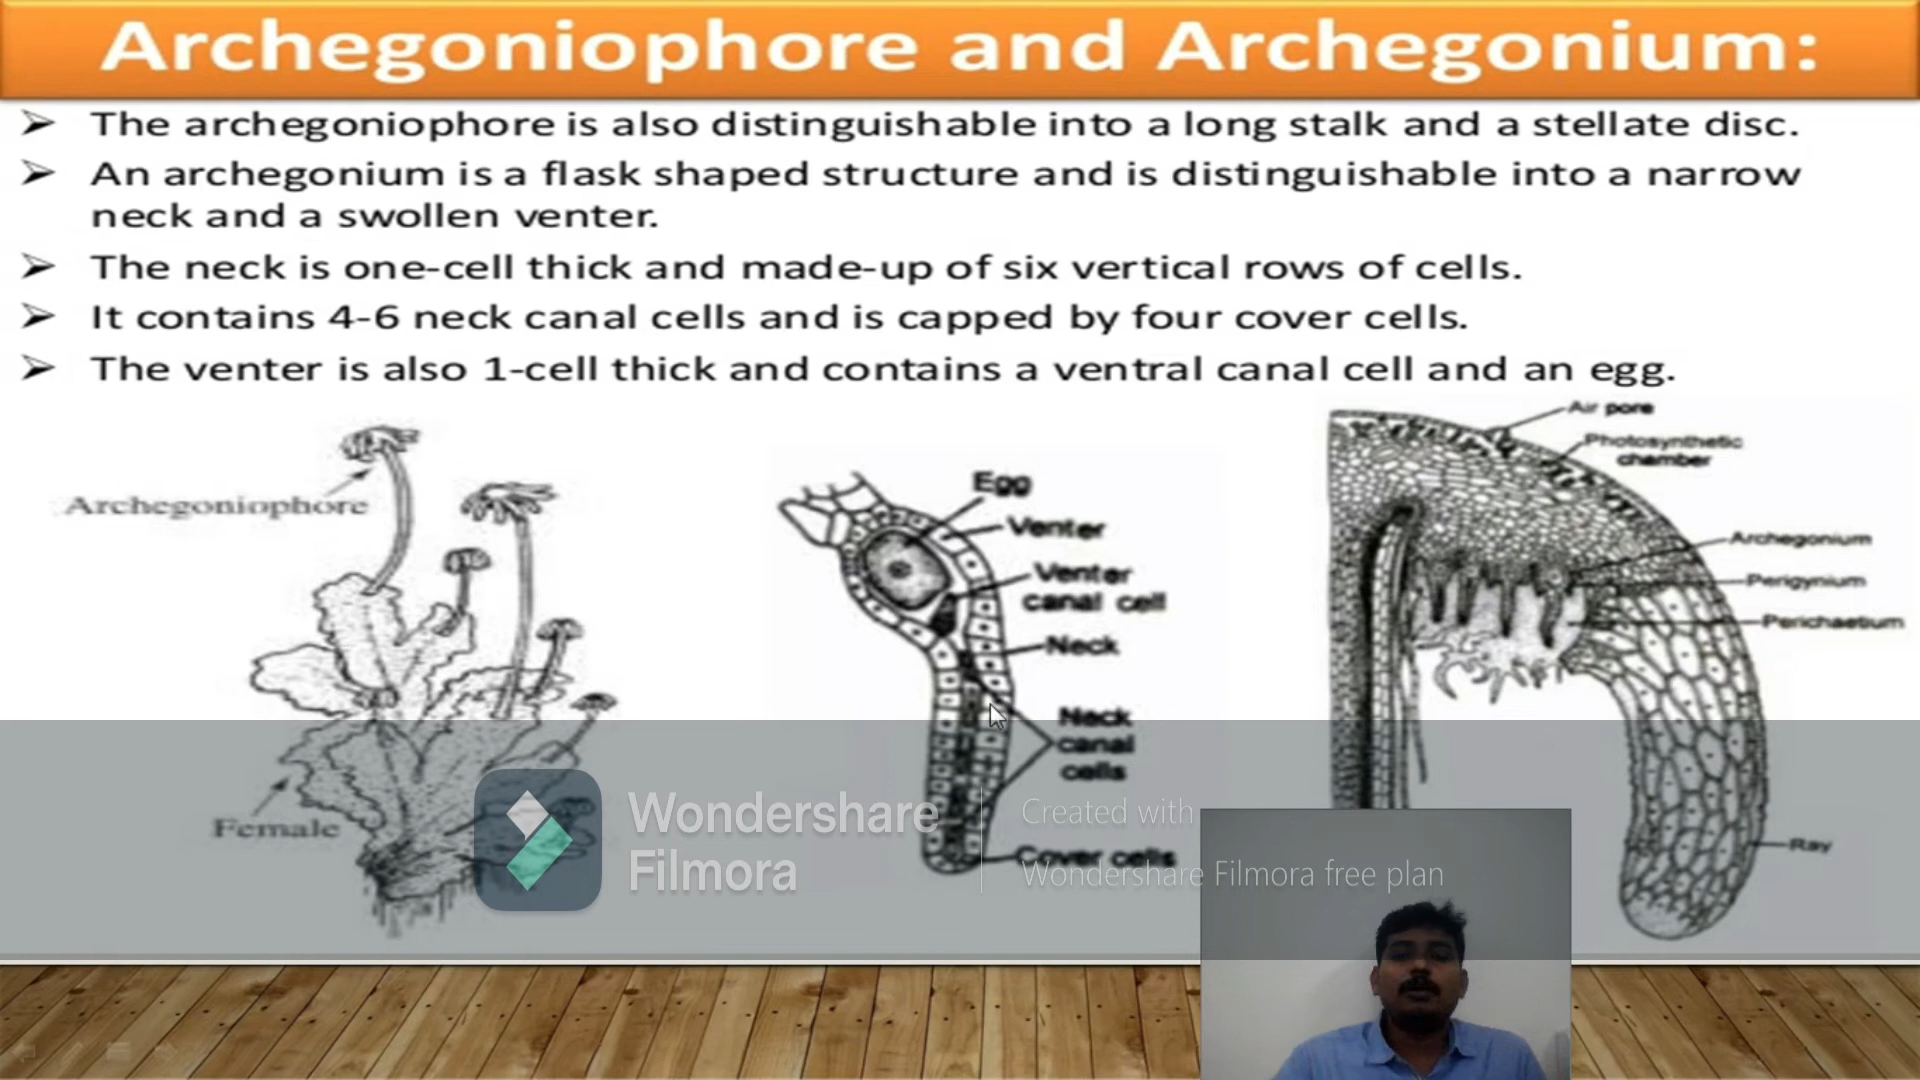 Archegoniophore and Archegonium:
➢ The archegoniophore is also distinguishable into a long stalk and a stellate disc.
➢ An archegonium is a flask shaped structure and is distinguishable into a narrow
neck and a swollen venter.
➢ The neck is one-cell thick and made-up of six vertical rows of cells.
➢ It contains 4-6 neck canal cells and is capped by four cover cells.
➢ The venter is also 1-cell thick and contains a ventral canal cell and an egg.
Archegoniophore
Female
Egg
Venter
Venter
canal cell
Neck
Neck
canal
cells
Cover cells
Air pore
Photosynthetic
chamber
Archegonium
Perigynium
Perichaetium
Ray
Wondershare
Filmora
Created with
Wondershare Filmora free plan